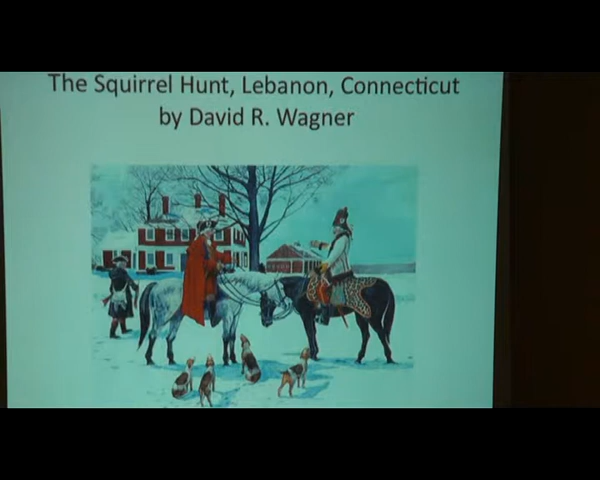 The Squirrel Hunt, Lebanon, Connecticut
by David R. Wagner